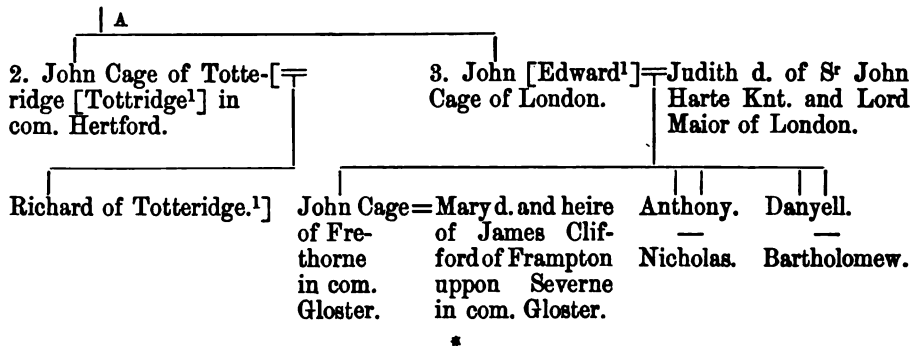 A
2. John Cage of Totte-[
ridge [Tottridge¹] in
com. Hertford.
3. John [Edward¹]
Cage of London.
Judith d. of Sʳ John
Harte Knt. and Lord
Maior of London.
Richard of Totteridge.¹]
John Cage=
of Fre-
thorne
in com.
Gloster.
Mary d. and heire
of James Clif-
ford of Frampton
uppon Severne
in com. Gloster.
Anthony.
—
Nicholas.
Danyell.
—
Bartholomew.